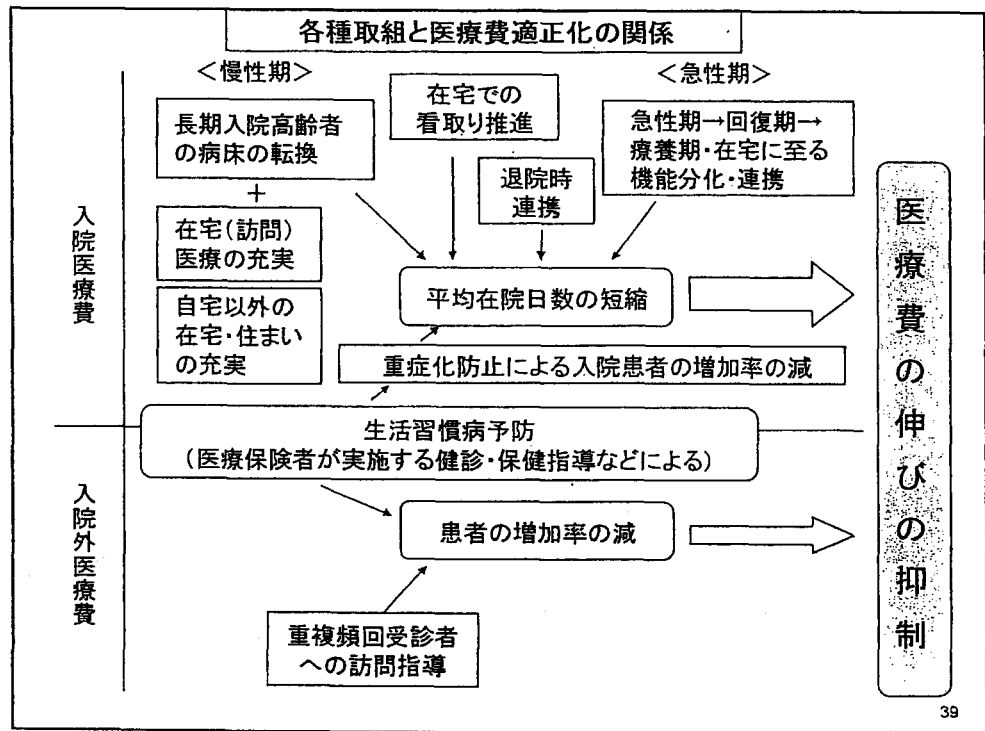 各種取組と医療費適正化の関係
＜慢性期＞
＜急性期＞
長期入院高齢者
の病床の転換
＋
在宅(訪問)
医療の充実
自宅以外の
在宅・住まい
の充実
在宅での
看取り推進
退院時
連携
急性期→回復期→
療養期・在宅に至る
機能分化・連携
入院医療費
平均在院日数の短縮
重症化防止による入院患者の増加率の減
生活習慣病予防
(医療保険者が実施する健診・保健指導などによる)
入院外医療費
患者の増加率の減
重複頻回受診者
への訪問指導
医療費の伸びの抑制
39